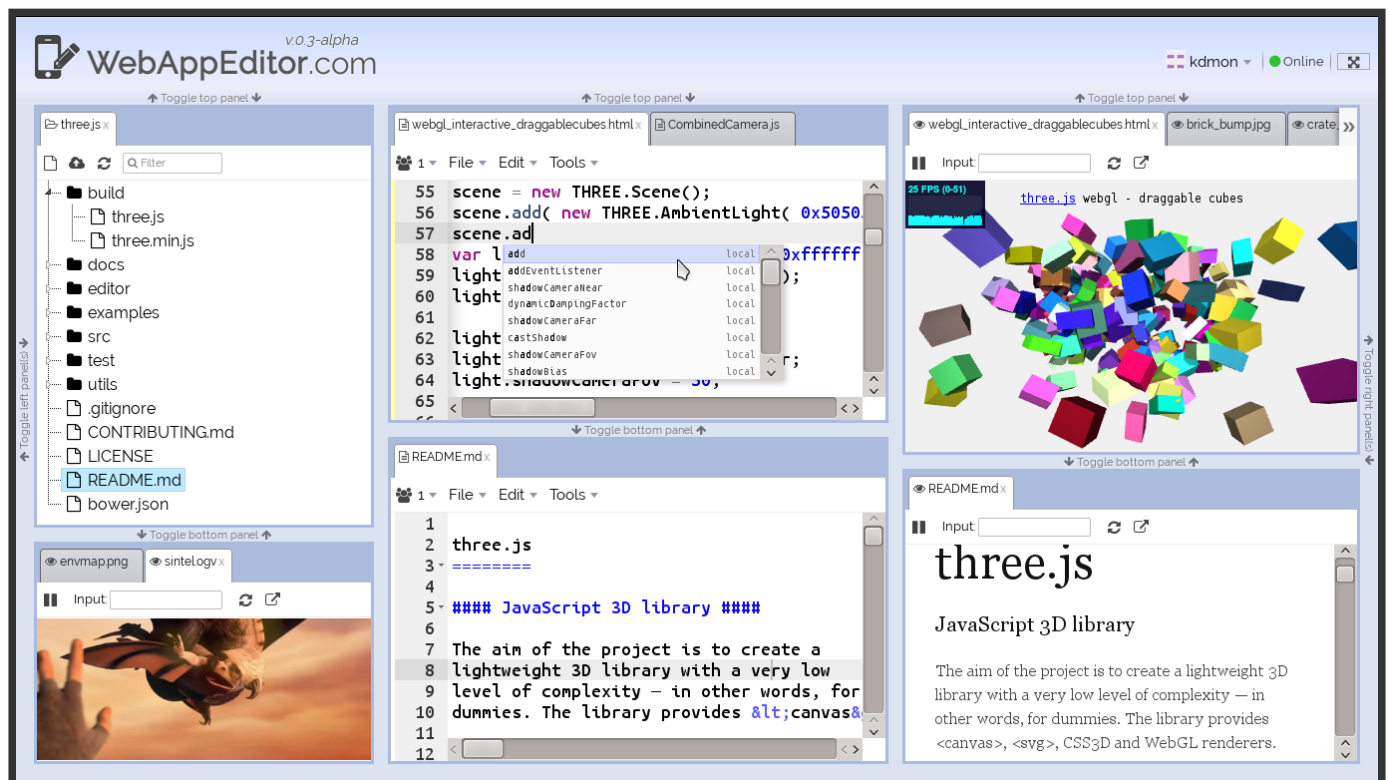 v.0.3-alpha
WebAppEditor.com
kdmon
Online
Toggle top panel
Toggle top panel
Toggle top panel
Toggle left panel(s)
three.js x
Filter
build
three.js
three.min.js
docs
editor
examples
src
test
utils
.gitignore
CONTRIBUTING.md
LICENSE
README.md
bower.json
Toggle bottom panel
envmap.png
sintel.ogv x
Input:
webgl_interactive_draggablecubes.html x
CombinedCamera.js
1 File Edit Tools
55 scene = new THREE.Scene();
56 scene.add( new THREE.AmbientLight( 0x5050
57 scene.ad
58 var l 0xffffff
59 light );
60 light
61
62 light
63 light r;
64 light.shadowCameraFov = 50;
65
add local
addEventListener local
shadowCameraNear local
dynamicDampingFactor local
shadowCameraFar local
castShadow local
shadowCameraFov local
shadowBias local
Toggle bottom panel
README.md x
1 File Edit Tools
1
2 three.js
3 ========
4
5 #### JavaScript 3D library ####
6
7 The aim of the project is to create a
8 lightweight 3D library with a very low
9 level of complexity — in other words, for
10 dummies. The library provides &lt;canvas&
11
12
webgl_interactive_draggablecubes.html x
brick_bump.jpg
crate_
Input:
25 FPS (0-51)
three.js webgl - draggable cubes
Toggle bottom panel
Toggle right panel(s)
README.md x
Input:
three.js
JavaScript 3D library
The aim of the project is to create a lightweight 3D
library with a very low level of complexity — in
other words, for dummies. The library provides
<canvas>, <svg>, CSS3D and WebGL renderers.